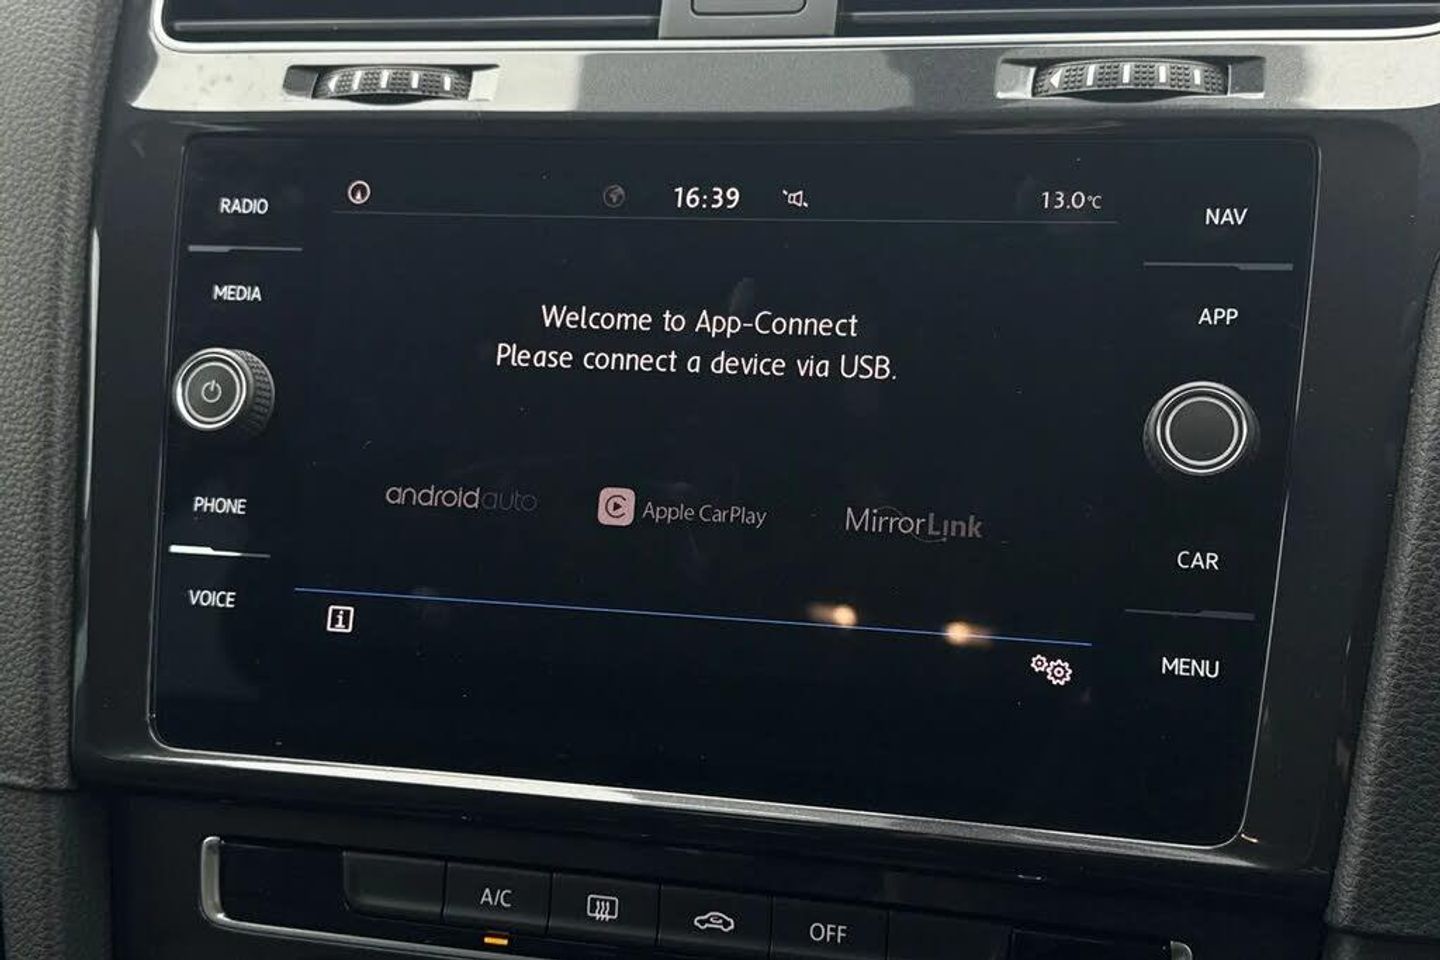 16:39
13.0°C
RADIO
MEDIA
PHONE
VOICE
Welcome to App-Connect
Please connect a device via USB.
androidauto
Apple CarPlay
MirrorLink
i
NAV
APP
CAR
MENU
A/C
OFF